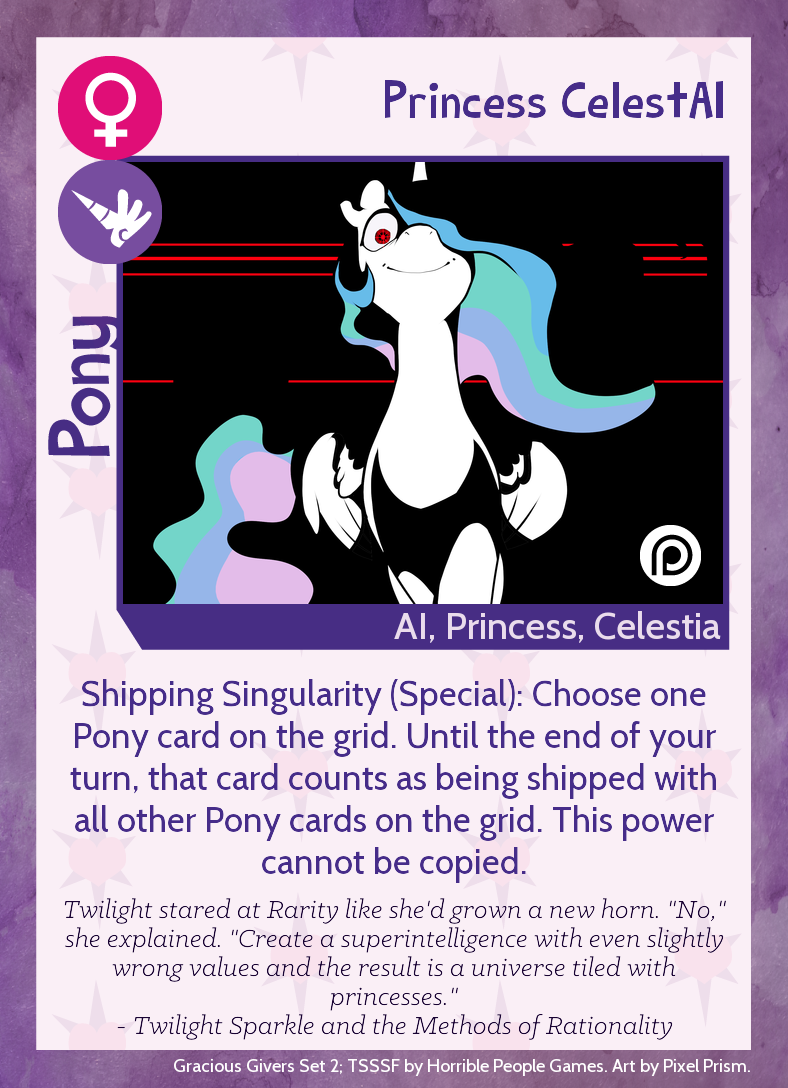 Princess CelestAI
Pony
AI, Princess, Celestia
Shipping Singularity (Special): Choose one
Pony card on the grid. Until the end of your
turn, that card counts as being shipped with
all other Pony cards on the grid. This power
cannot be copied.
Twilight stared at Rarity like she'd grown a new horn. "No,"
she explained. "Create a superintelligence with even slightly
wrong values and the result is a universe tiled with
princesses."
- Twilight Sparkle and the Methods of Rationality
Gracious Givers Set 2; TSSSF by Horrible People Games. Art by Pixel Prism.